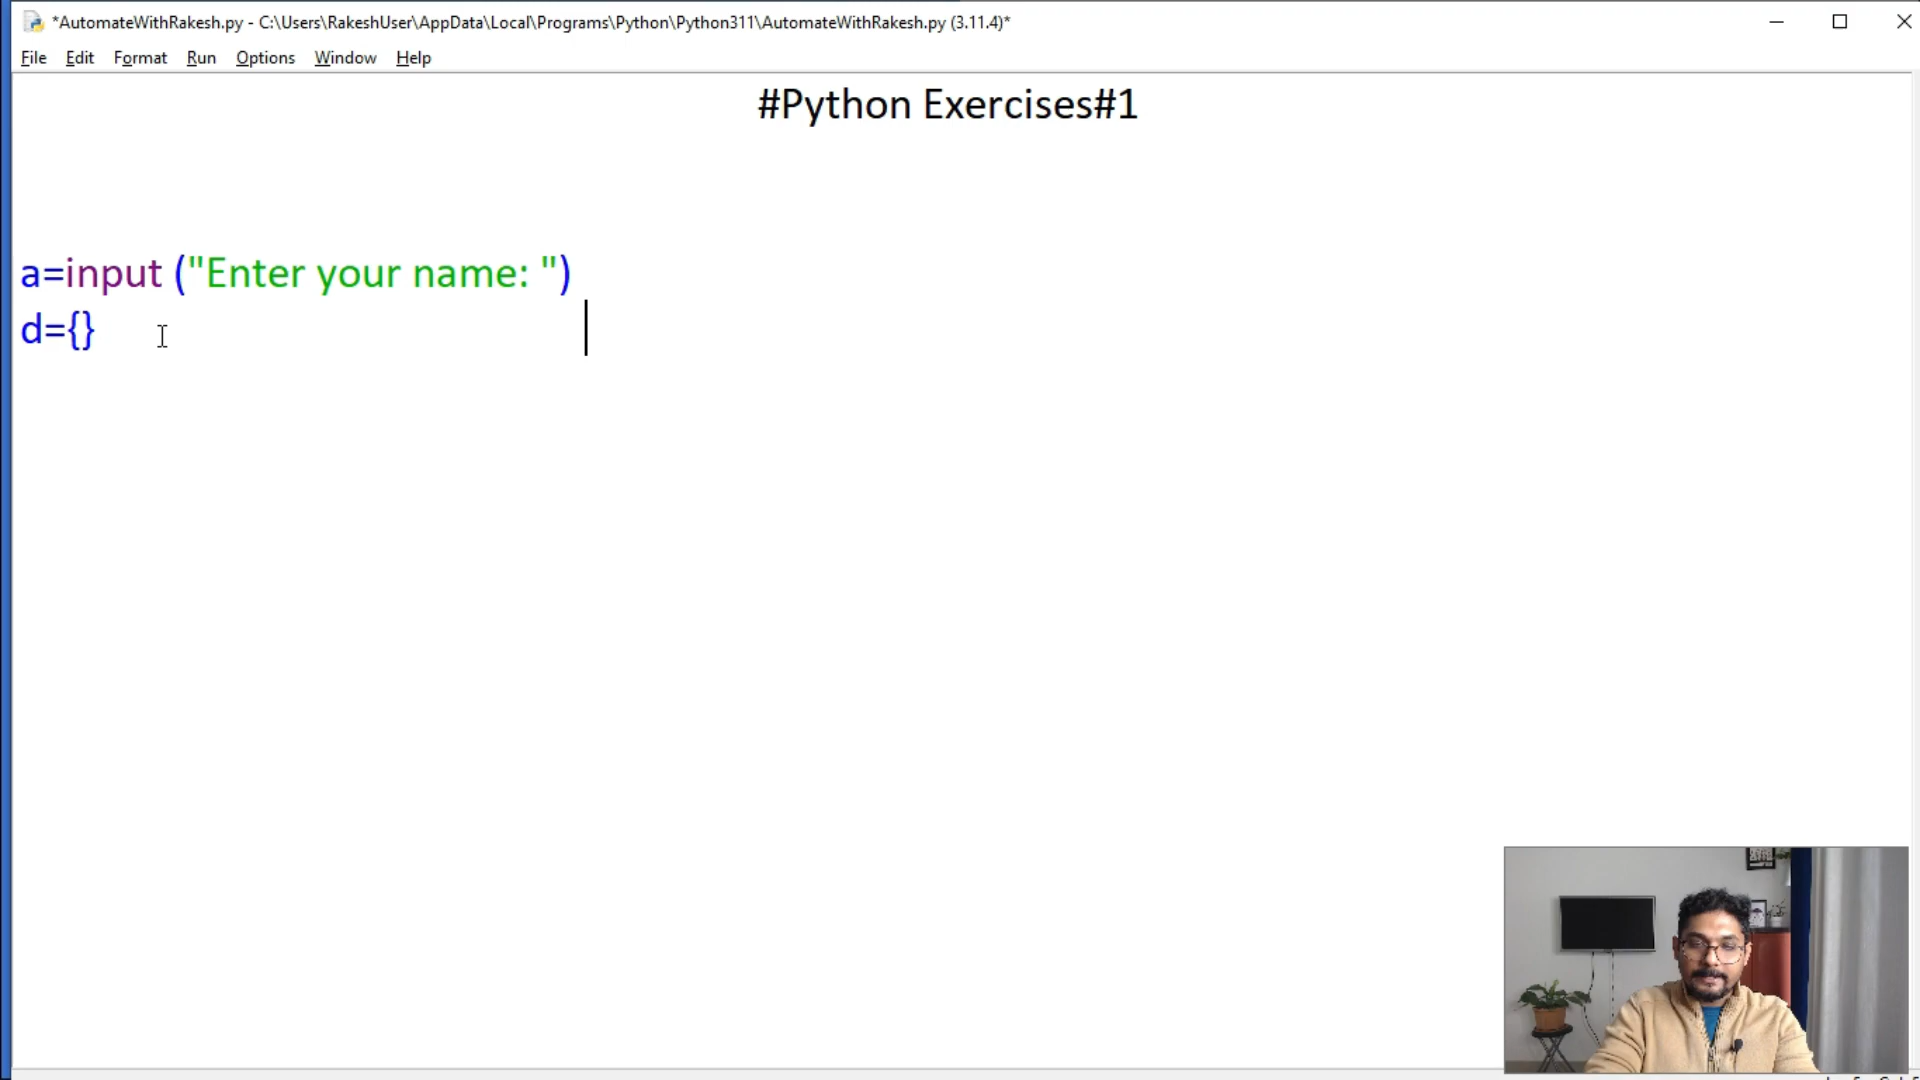 *AutomateWithRakesh.py - C:\Users\RakeshUser\AppData\Local\Programs\Python\Python311\AutomateWithRakesh.py (3.11.4)*
File Edit Format Run Options Window Help
#Python Exercises#1
a=input ("Enter your name: ")
d={}